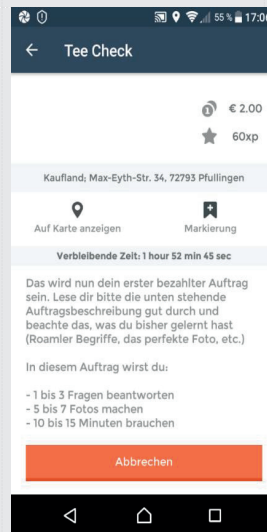 55 % 17:06
Tee Check
€ 2.00
60xp
Kaufland; Max-Eyth-Str. 34, 72793 Pfullingen
Auf Karte anzeigen Markierung
Verbleibende Zeit: 1 hour 52 min 45 sec
Das wird nun dein erster bezahlter Auftrag
sein. Lese dir bitte die unten stehende
Auftragsbeschreibung gut durch und
beachte das, was du bisher gelernt hast
(Roamler Begriffe, das perfekte Foto, etc.)
In diesem Auftrag wirst du:
- 1 bis 3 Fragen beantworten
- 5 bis 7 Fotos machen
- 10 bis 15 Minuten brauchen
Abbrechen